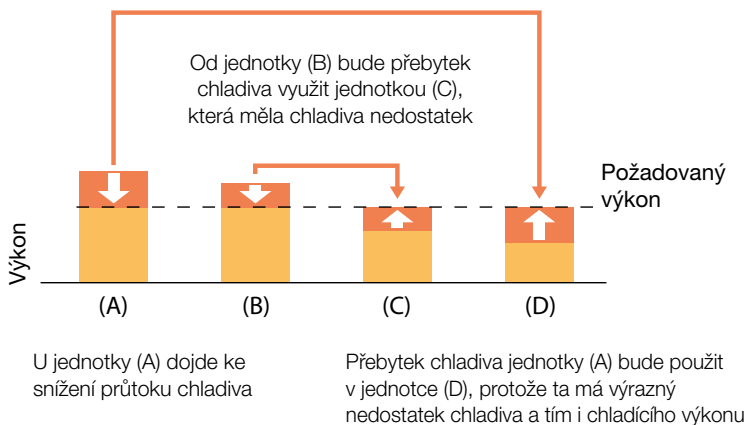 Od jednotky (B) bude přebytek
chladiva využit jednotkou (C),
která měla chladiva nedostatek
Požadovaný
výkon
Výkon
(A)
(B)
(C)
(D)
U jednotky (A) dojde ke
snížení průtoku chladiva
Přebytek chladiva jednotky (A) bude použit
v jednotce (D), protože ta má výrazný
nedostatek chladiva a tím i chladícího výkonu